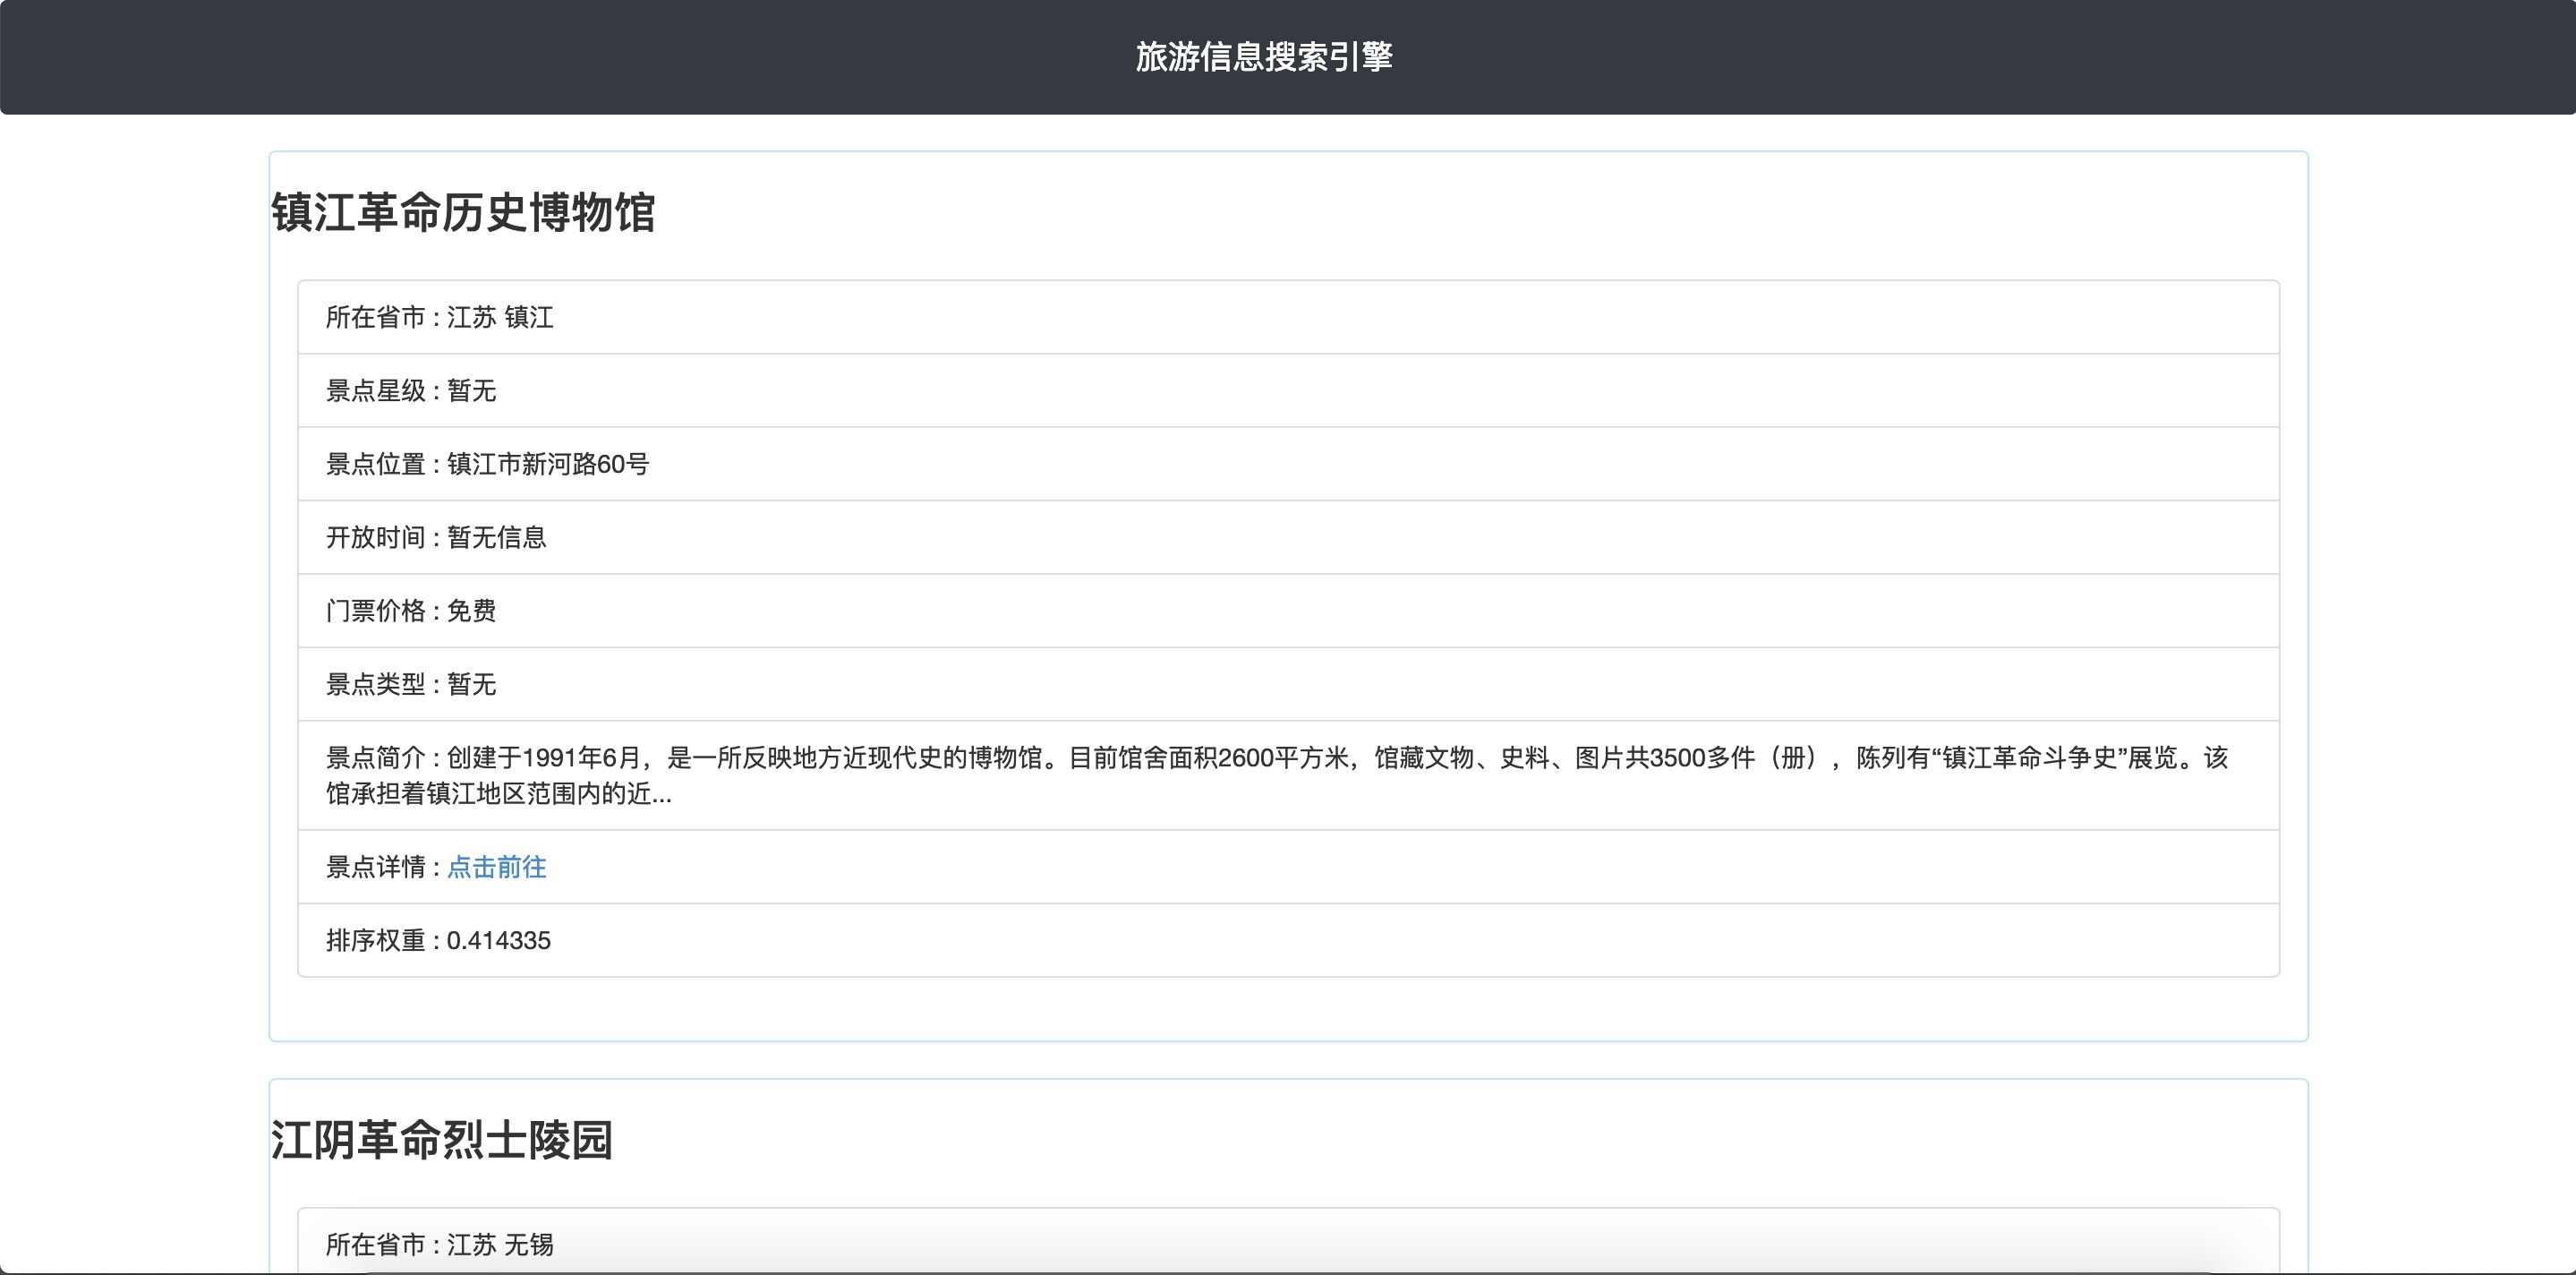 旅游信息搜索引擎
镇江革命历史博物馆
所在省市 : 江苏 镇江
景点星级 : 暂无
景点位置 : 镇江市新河路60号
开放时间 : 暂无信息
门票价格 : 免费
景点类型 : 暂无
景点简介 : 创建于1991年6月，是一所反映地方近现代史的博物馆。目前馆舍面积2600平方米，馆藏文物、史料、图片共3500多件（册），陈列有“镇江革命斗争史”展览。该
馆承担着镇江地区范围内的近...
景点详情 : 点击前往
排序权重 : 0.414335
江阴革命烈士陵园
所在省市 : 江苏 无锡